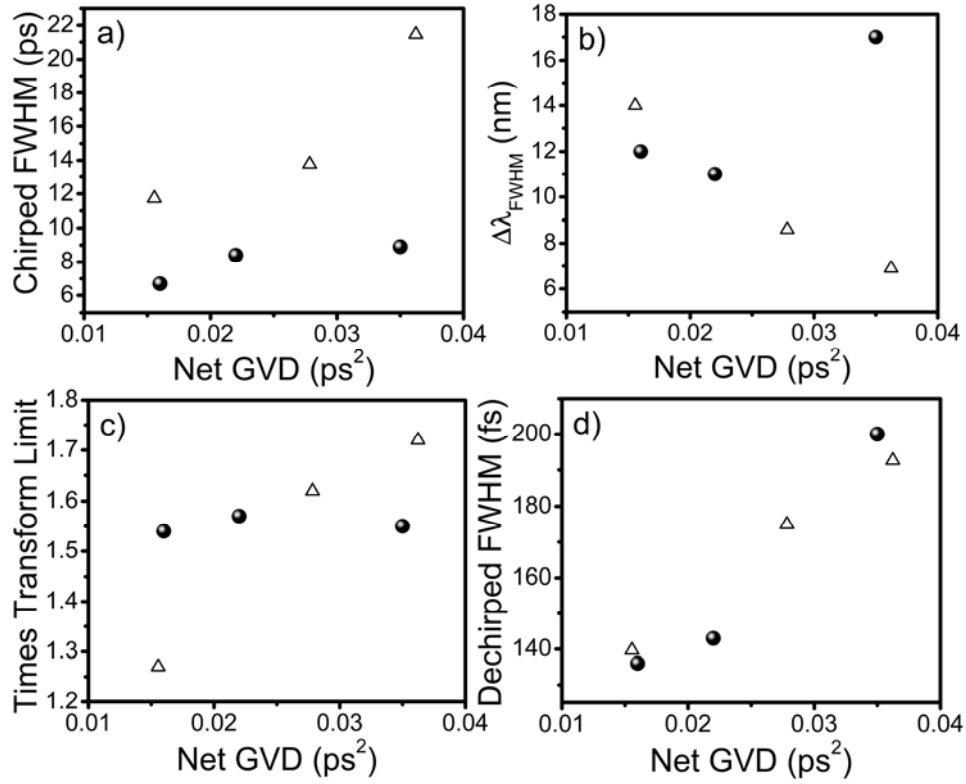 a)
Chirped FWHM (ps)
22
20
18
16
14
12
10
8
6
0.01 0.02 0.03 0.04
Net GVD (ps²)
b)
Δλ_FWHM (nm)
18
16
14
12
10
8
6
0.01 0.02 0.03 0.04
Net GVD (ps²)
c)
Times Transform Limit
1.8
1.7
1.6
1.5
1.4
1.3
1.2
0.01 0.02 0.03 0.04
Net GVD (ps²)
d)
Dechirped FWHM (fs)
200
180
160
140
0.01 0.02 0.03 0.04
Net GVD (ps²)